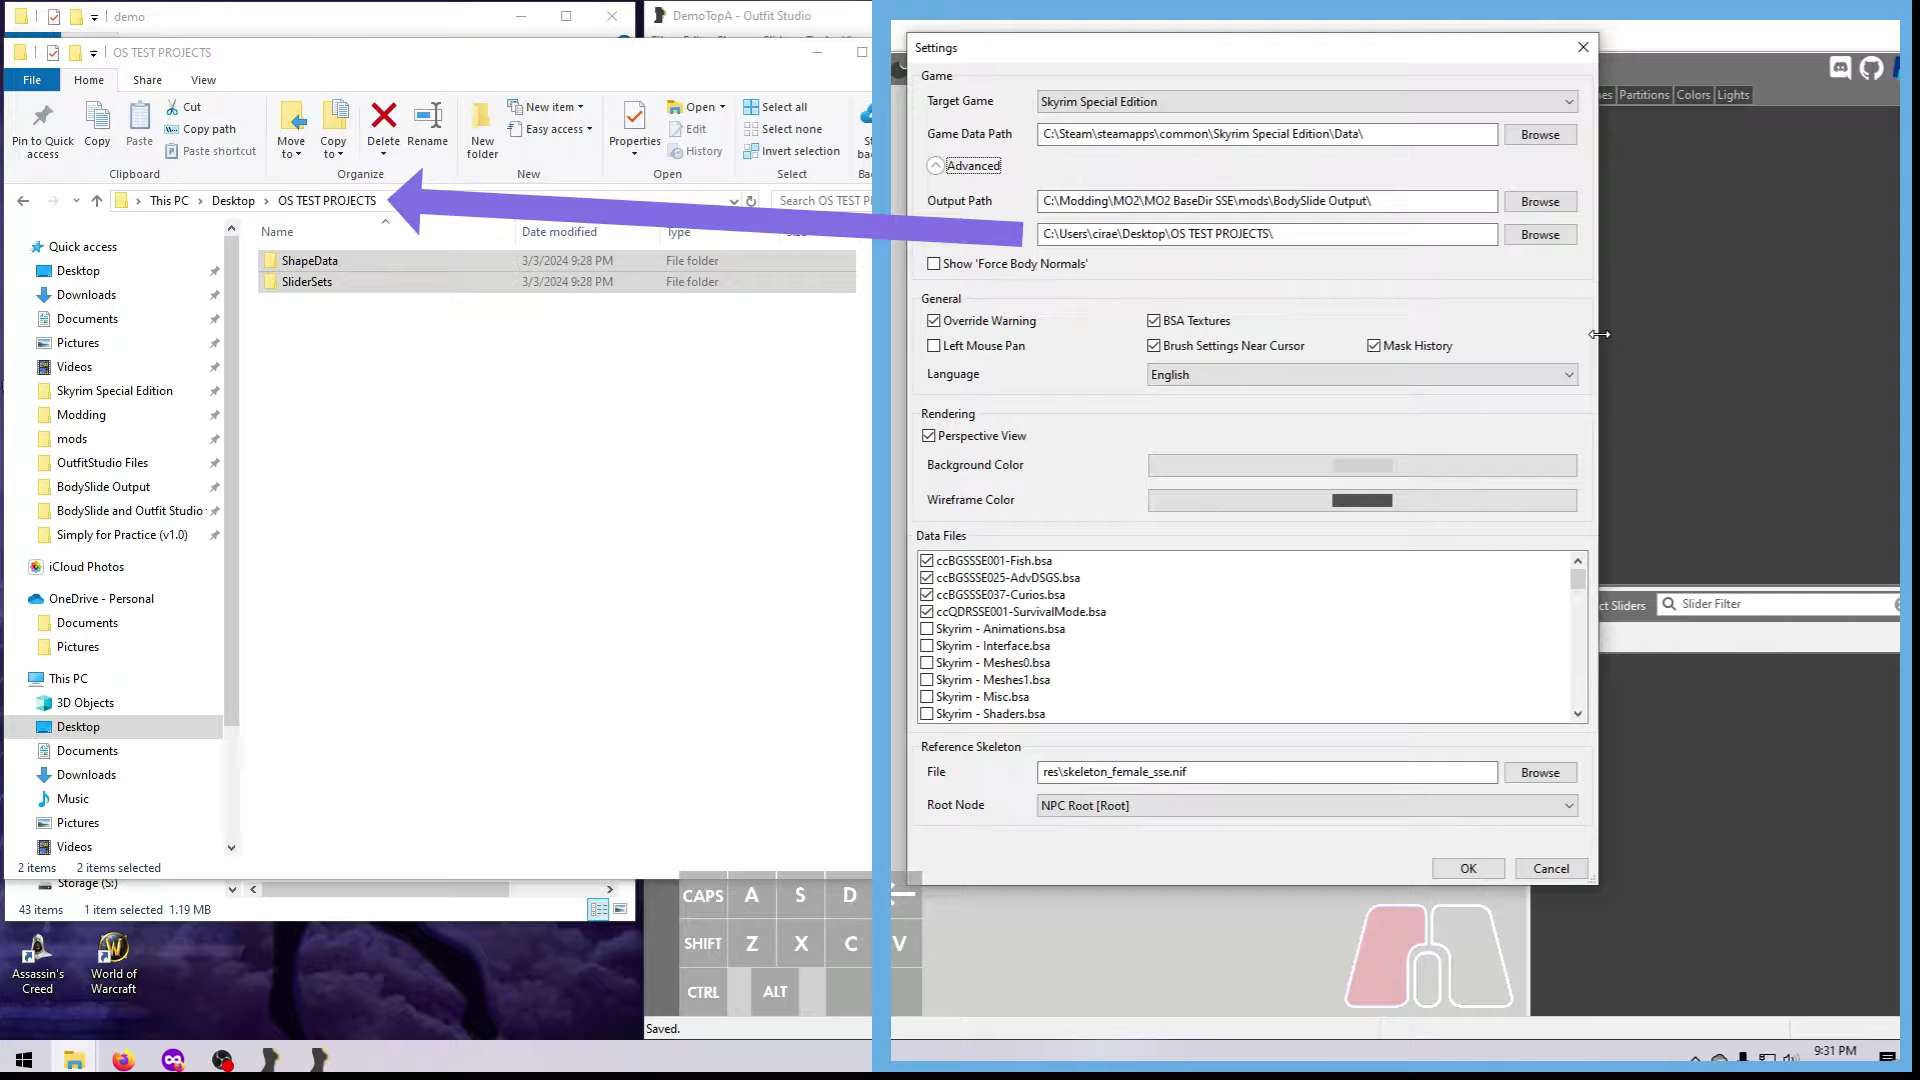 demo
OS TEST PROJECTS
File
Home
Share
View
Pin to Quick access
Copy
Paste
Cut
Copy path
Paste shortcut
Clipboard
Move to
Copy to
Delete
Rename
Organize
New folder
New item
Easy access
New
Properties
Open
Edit
History
Open
Select all
Select none
Invert selection
Select
This PC
Desktop
OS TEST PROJECTS
Search OS TEST P
Name
Date modified
Type
ShapeData
3/3/2024 9:28 PM
File folder
SliderSets
3/3/2024 9:28 PM
File folder
Quick access
Desktop
Downloads
Documents
Pictures
Videos
Skyrim Special Edition
Modding
mods
OutfitStudio Files
BodySlide Output
BodySlide and Outfit Studio
Simply for Practice (v1.0)
iCloud Photos
OneDrive - Personal
Documents
Pictures
This PC
3D Objects
Desktop
Documents
Downloads
Music
Pictures
Videos
2 items
2 items selected
Storage (S:)
43 items
1 item selected 1.19 MB
Assassin's Creed
World of Warcraft
DemoTopA - Outfit Studio
Settings
Game
Target Game
Skyrim Special Edition
Game Data Path
C:\Steam\steamapps\common\Skyrim Special Edition\Data\
Browse
Advanced
Output Path
C:\Modding\MO2\MO2 BaseDir SSE\mods\BodySlide Output\
Browse
C:\Users\cirae\Desktop\OS TEST PROJECTS\
Browse
Show 'Force Body Normals'
General
Override Warning
BSA Textures
Left Mouse Pan
Brush Settings Near Cursor
Mask History
Language
English
Rendering
Perspective View
Background Color
Wireframe Color
Data Files
ccBGSSSE001-Fish.bsa
ccBGSSSE025-AdvDSGS.bsa
ccBGSSSE037-Curios.bsa
ccQDRSSE001-SurvivalMode.bsa
Skyrim - Animations.bsa
Skyrim - Interface.bsa
Skyrim - Meshes0.bsa
Skyrim - Meshes1.bsa
Skyrim - Misc.bsa
Skyrim - Shaders.bsa
Reference Skeleton
File
res\skeleton_female_sse.nif
Browse
Root Node
NPC Root [Root]
OK
Cancel
Partitions
Colors
Lights
ct Sliders
Slider Filter
CAPS
A
S
D
SHIFT
Z
X
C
V
CTRL
ALT
Saved.
9:31 PM